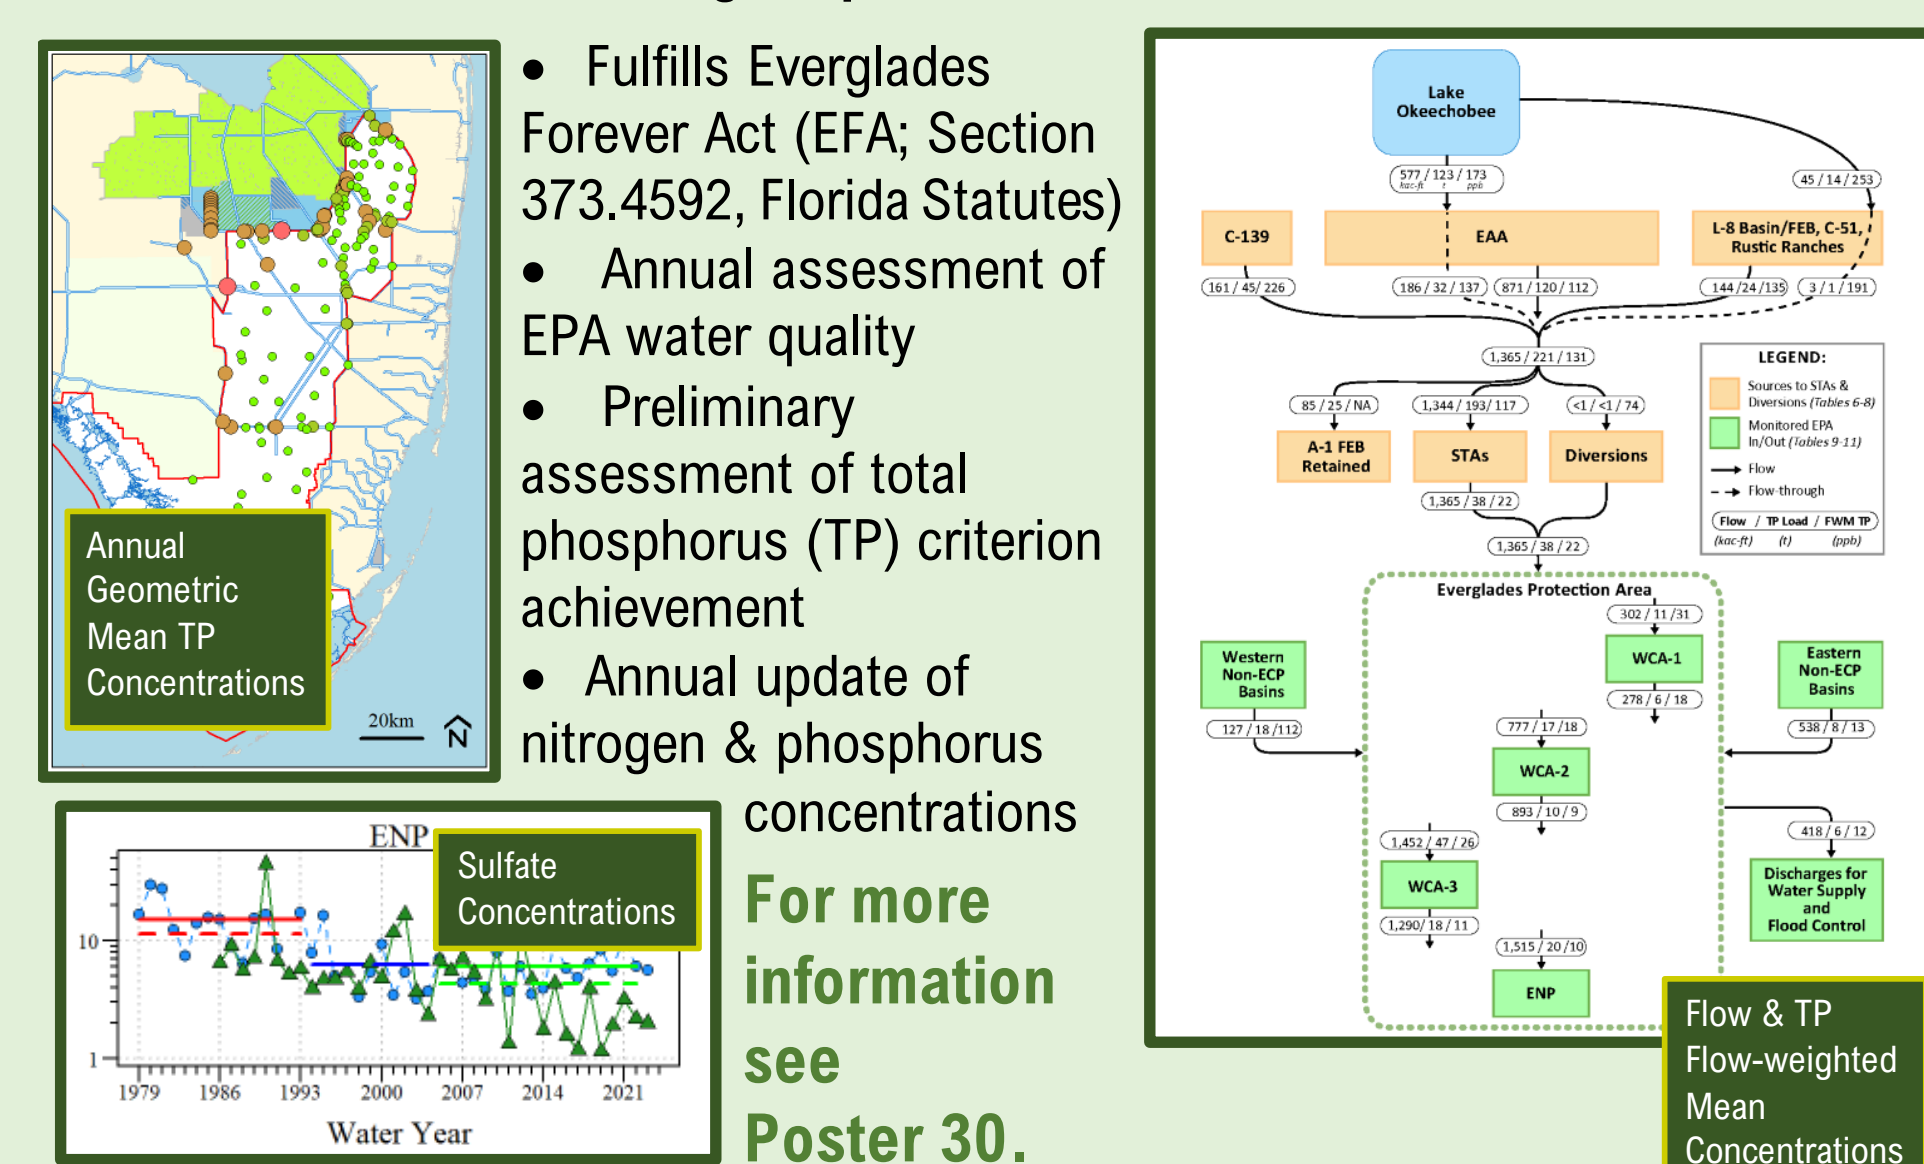 • Fulfills Everglades
Forever Act (EFA; Section
373.4592, Florida Statutes)
• Annual assessment of
EPA water quality
• Preliminary
assessment of total
phosphorus (TP) criterion
achievement
• Annual update of
nitrogen & phosphorus
concentrations
For more
information
see
Poster 30.
Annual
Geometric
Mean TP
Concentrations
20km
N
ENP
Sulfate
Concentrations
10
1
1979 1986 1993 2000 2007 2014 2021
Water Year
Lake
Okeechobee
577 / 123 / 173
kac-ft t ppb
45 / 14 / 253
C-139
EAA
L-8 Basin/FEB, C-51,
Rustic Ranches
161 / 45 / 226
186 / 32 / 137
871 / 120 / 112
144 / 24 / 135
3 / 1 / 191
1,365 / 221 / 131
85 / 25 / NA
1,344 / 193 / 117
<1 / <1 / 74
A-1 FEB
Retained
STAs
Diversions
1,365 / 38 / 22
1,365 / 38 / 22
LEGEND:
Sources to STAs &
Diversions (Tables 6-8)
Monitored EPA
In/Out (Tables 9-11)
Flow
Flow-through
Flow / TP Load / FWM TP
(kac-ft) (t) (ppb)
Everglades Protection Area
302 / 11 / 31
WCA-1
278 / 6 / 18
Western
Non-ECP
Basins
127 / 18 / 112
Eastern
Non-ECP
Basins
538 / 8 / 13
777 / 17 / 18
WCA-2
893 / 10 / 9
1,452 / 47 / 26
WCA-3
1,290 / 18 / 11
418 / 6 / 12
Discharges for
Water Supply
and
Flood Control
1,515 / 20 / 10
ENP
Flow & TP
Flow-weighted
Mean
Concentrations